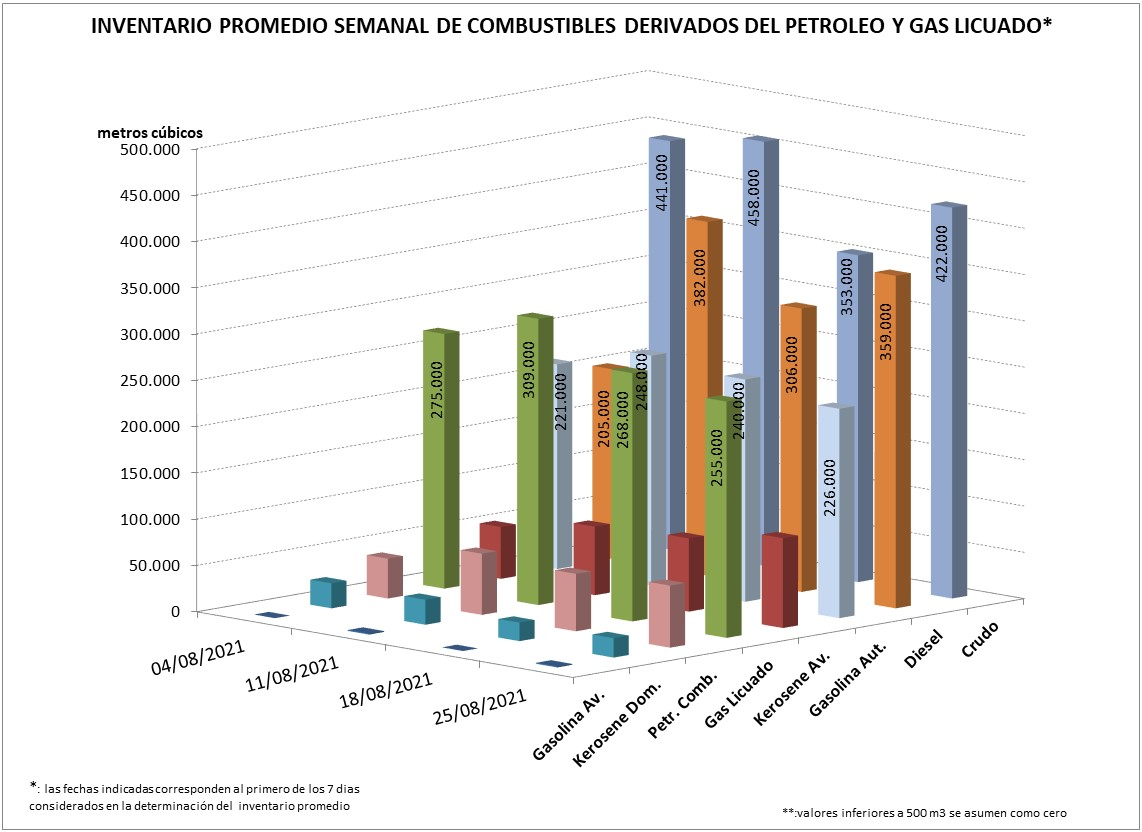 INVENTARIO PROMEDIO SEMANAL DE COMBUSTIBLES DERIVADOS DEL PETROLEO Y GAS LICUADO*
metros cúbicos
500.000
450.000
400.000
350.000
300.000
250.000
200.000
150.000
100.000
50.000
0
441.000
458.000
353.000
422.000
382.000
306.000
359.000
205.000
221.000
248.000
240.000
226.000
275.000
309.000
268.000
255.000
04/08/2021
11/08/2021
18/08/2021
25/08/2021
Gasolina Av.
Kerosene Dom.
Petr. Comb.
Gas Licuado
Kerosene Av.
Gasolina Aut.
Diesel
Crudo
*: las fechas indicadas corresponden al primero de los 7 dias
considerados en la determinación del inventario promedio
**:valores inferiores a 500 m3 se asumen como cero